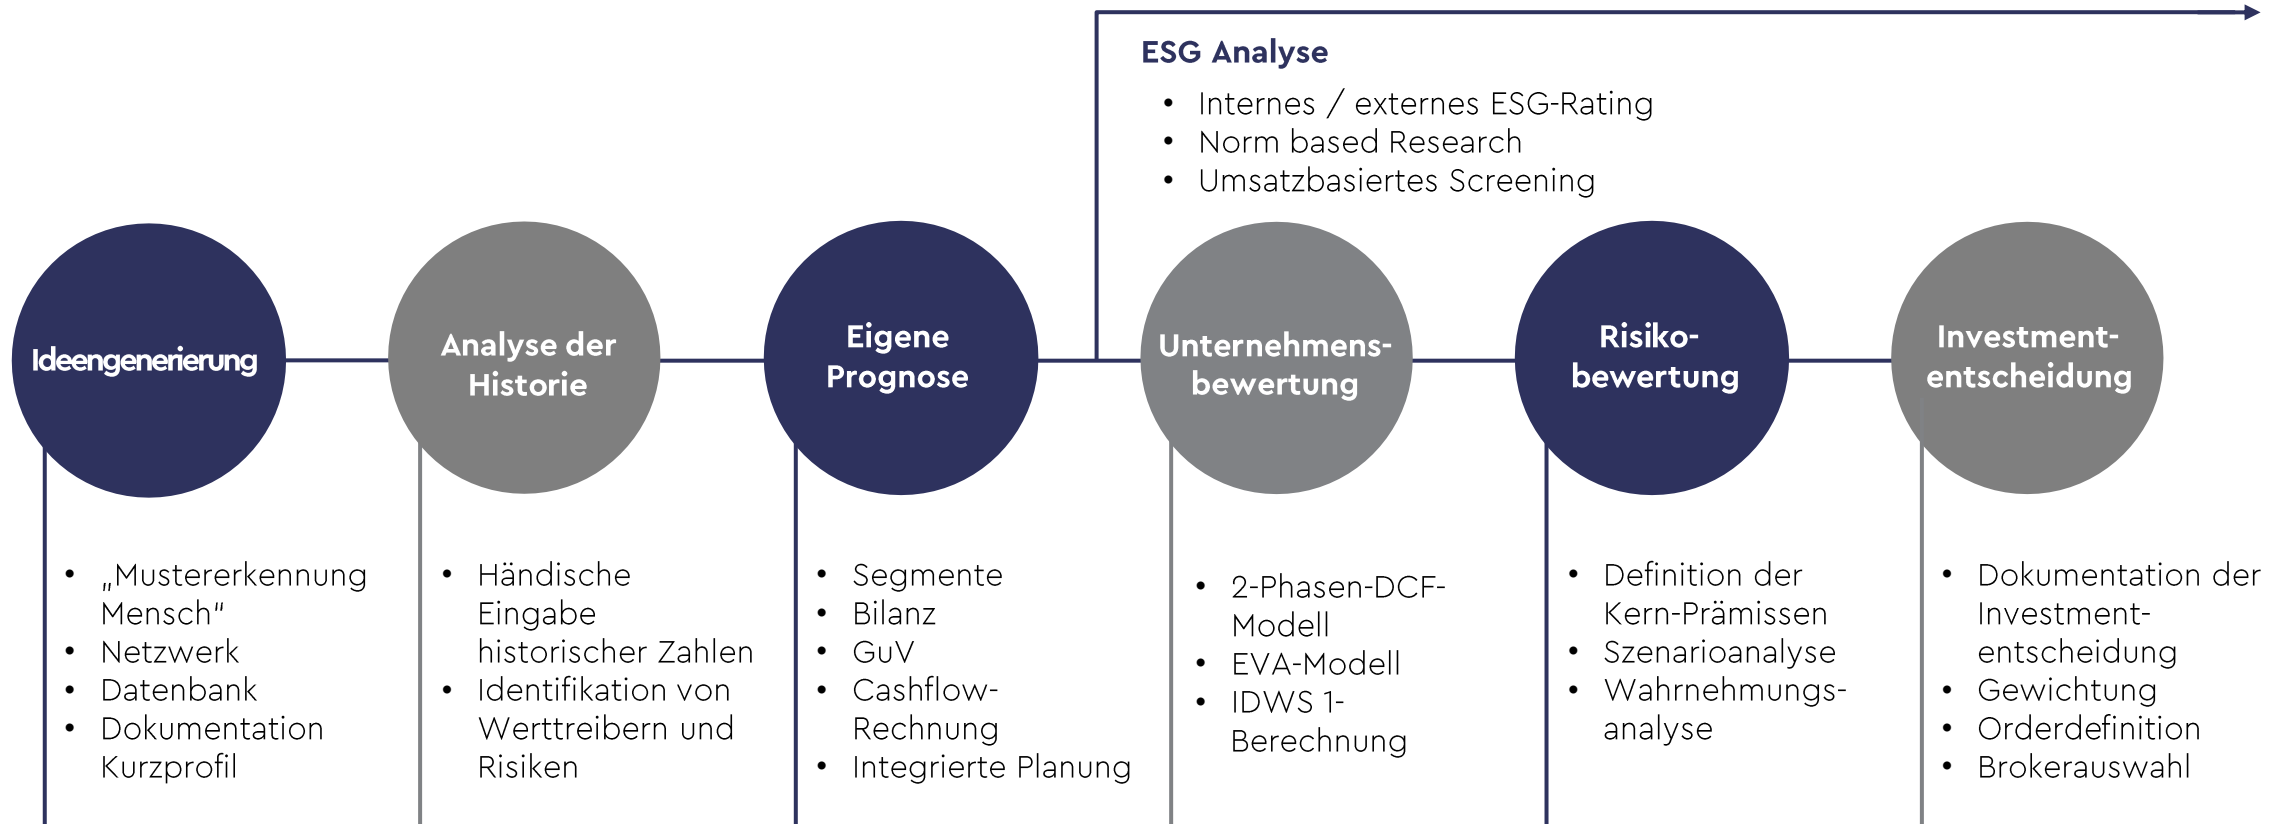 ESG Analyse
• Internes / externes ESG-Rating
• Norm based Research
• Umsatzbasiertes Screening
Ideengenerierung
Analyse der
Historie
Eigene
Prognose
Unternehmens-
bewertung
Risiko-
bewertung
Investment-
entscheidung
• „Mustererkennung
Mensch“
• Netzwerk
• Datenbank
• Dokumentation
Kurzprofil
• Händische
Eingabe
historischer Zahlen
• Identifikation von
Werttreibern und
Risiken
• Segmente
• Bilanz
• GuV
• Cashflow-
Rechnung
• Integrierte Planung
• 2-Phasen-DCF-
Modell
• EVA-Modell
• IDWS 1-
Berechnung
• Definition der
Kern-Prämissen
• Szenarioanalyse
• Wahrnehmungs-
analyse
• Dokumentation der
Investment-
entscheidung
• Gewichtung
• Orderdefinition
• Brokerauswahl